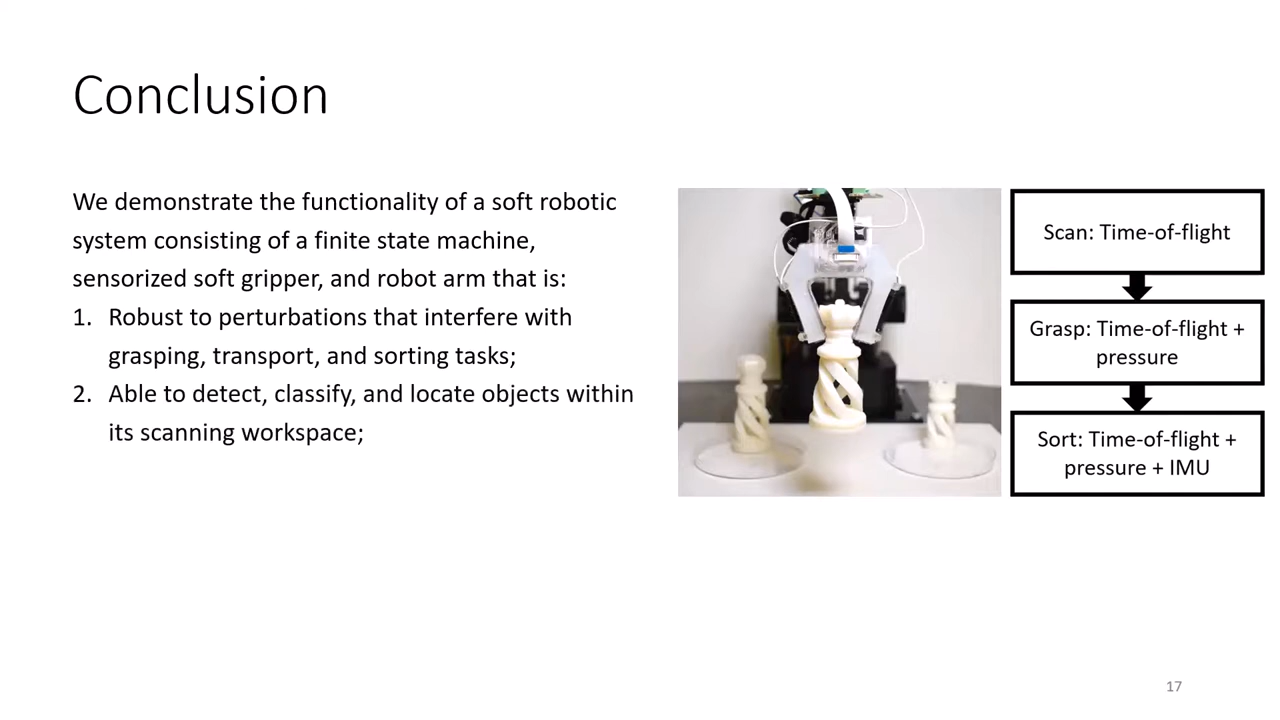 Conclusion
We demonstrate the functionality of a soft robotic
system consisting of a finite state machine,
sensorized soft gripper, and robot arm that is:
1. Robust to perturbations that interfere with
grasping, transport, and sorting tasks;
2. Able to detect, classify, and locate objects within
its scanning workspace;
Scan: Time-of-flight
Grasp: Time-of-flight +
pressure
Sort: Time-of-flight +
pressure + IMU
17